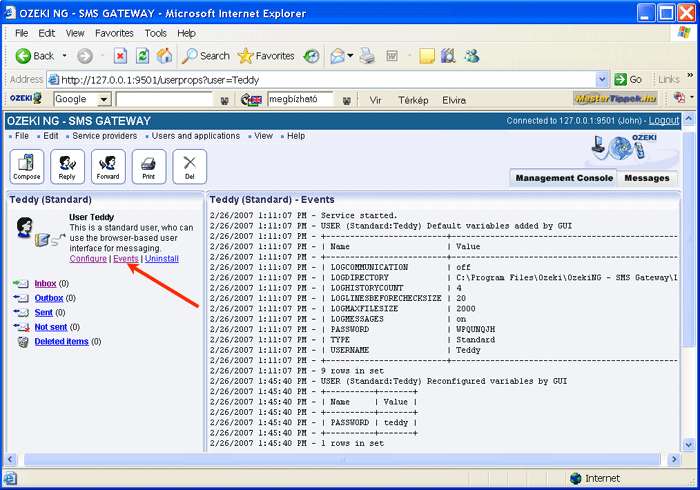 OZEKI NG - SMS GATEWAY - Microsoft Internet Explorer
File Edit View Favorites Tools Help
Back Search Favorites
Address http://127.0.0.1:9501/userprops?user=Teddy Go Links »
OZEKI Google megbízható Vir Térkép Elvira MesterTippek.hu
OZEKI NG - SMS GATEWAY Connected to 127.0.0.1:9501 (John) - Logout
File Edit Service providers Users and applications View Help
OZEKI
Compose Reply Forward Print Del
Management Console Messages
Teddy (Standard)
User Teddy
This is a standard user, who can
use the browser-based user
interface for messaging.
Configure | Events | Uninstall
Inbox (0)
Outbox (0)
Sent (0)
Not sent (0)
Deleted items (0)
Teddy (Standard) - Events
2/26/2007 1:11:07 PM - Service started.
2/26/2007 1:11:07 PM - USER (Standard:Teddy) Default variables added by GUI
2/26/2007 1:11:07 PM - +-----------------------+--------------------------------
2/26/2007 1:11:07 PM - | Name | Value
2/26/2007 1:11:07 PM - +-----------------------+--------------------------------
2/26/2007 1:11:07 PM - | LOGCOMMUNICATION | off
2/26/2007 1:11:07 PM - | LOGDIRECTORY | C:\Program Files\Ozeki\OzekiNG - SMS Gateway\
2/26/2007 1:11:07 PM - | LOGHISTORYCOUNT | 4
2/26/2007 1:11:07 PM - | LOGLINESBEFORECHECKSIZE | 20
2/26/2007 1:11:07 PM - | LOGMAXFILESIZE | 2000
2/26/2007 1:11:07 PM - | LOGMESSAGES | on
2/26/2007 1:11:07 PM - | PASSWORD | WPQUNQJH
2/26/2007 1:11:07 PM - | TYPE | Standard
2/26/2007 1:11:07 PM - | USERNAME | Teddy
2/26/2007 1:11:07 PM - +-----------------------+--------------------------------
2/26/2007 1:11:07 PM - 9 rows in set
2/26/2007 1:45:40 PM - USER (Standard:Teddy) Reconfigured variables by GUI
2/26/2007 1:45:40 PM - +----------+-------+
2/26/2007 1:45:40 PM - | Name | Value |
2/26/2007 1:45:40 PM - +----------+-------+
2/26/2007 1:45:40 PM - | PASSWORD | teddy |
2/26/2007 1:45:40 PM - +----------+-------+
2/26/2007 1:45:40 PM - 1 rows in set
Internet